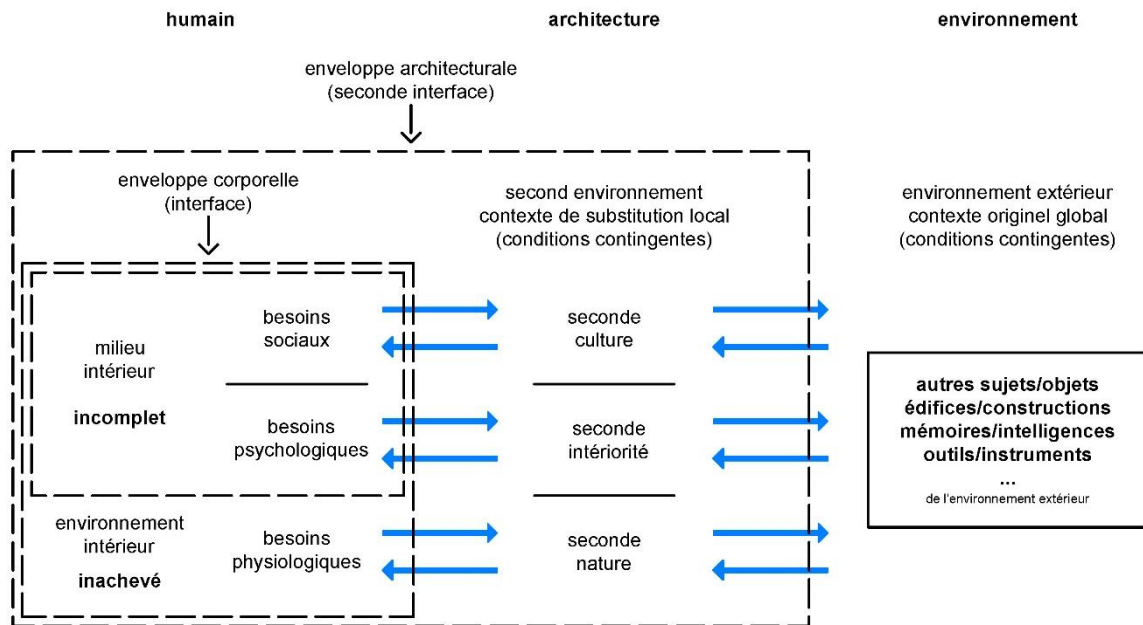 humain
architecture
environnement
enveloppe architecturale
(seconde interface)
enveloppe corporelle
(interface)
second environnement
contexte de substitution local
(conditions contingentes)
environnement extérieur
contexte originel global
(conditions contingentes)
milieu
intérieur
incomplet
besoins
sociaux
seconde
culture
besoins
psychologiques
seconde
intériorité
environnement
intérieur
inachevé
besoins
physiologiques
seconde
nature
autres sujets/objets
édifices/constructions
mémoires/intelligences
outils/instruments
...
de l'environnement extérieur